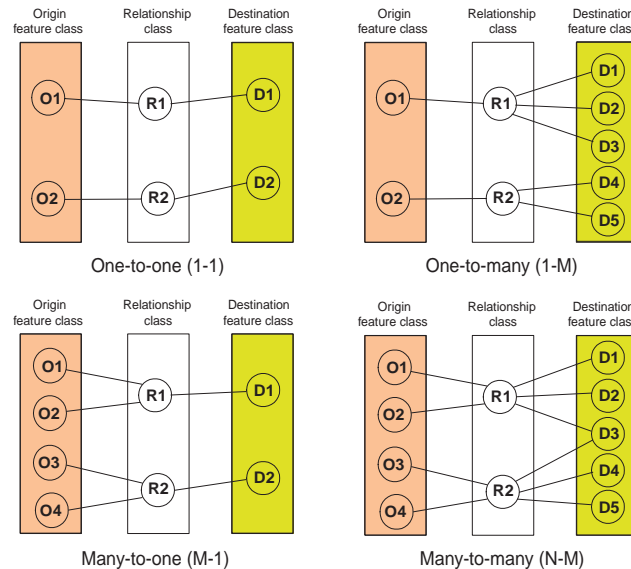 Origin
feature class
Relationship
class
Destination
feature class
O1
R1
D1
O2
R2
D2
One-to-one (1-1)
Origin
feature class
Relationship
class
Destination
feature clas
O1
R1
D1
D2
D3
O2
R2
D4
D5
One-to-many (1-M)
Origin
feature class
Relationship
class
Destination
feature class
O1
O2
R1
D1
O3
O4
R2
D2
Many-to-one (M-1)
Origin
feature class
Relationship
class
Destination
feature clas
O1
O2
R1
D1
D2
D3
O3
O4
R2
D4
D5
Many-to-many (N-M)